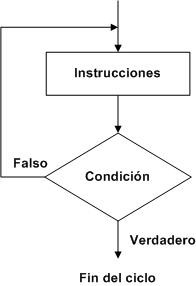 Instrucciones
Condición
Falso
Verdadero
Fin del ciclo